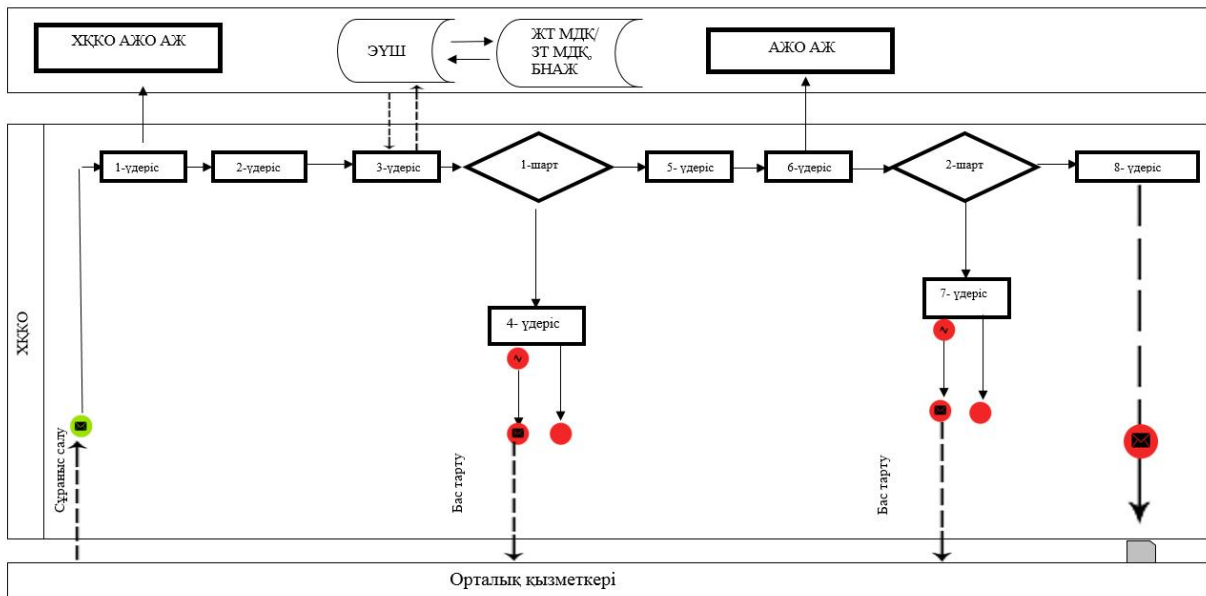 ХҚКО АЖО АЖ
ЭҮШ
ЖТ МДҚ/
ЗТ МДҚ,
БНАЖ
АЖО АЖ
1-үдеріс
2-үдеріс
3-үдеріс
1-шарт
5- үдеріс
6-үдеріс
2-шарт
8- үдеріс
4- үдеріс
7- үдеріс
ХҚКО
Сұраныс салу
Бас тарту
Бас тарту
Орталық қызметкері